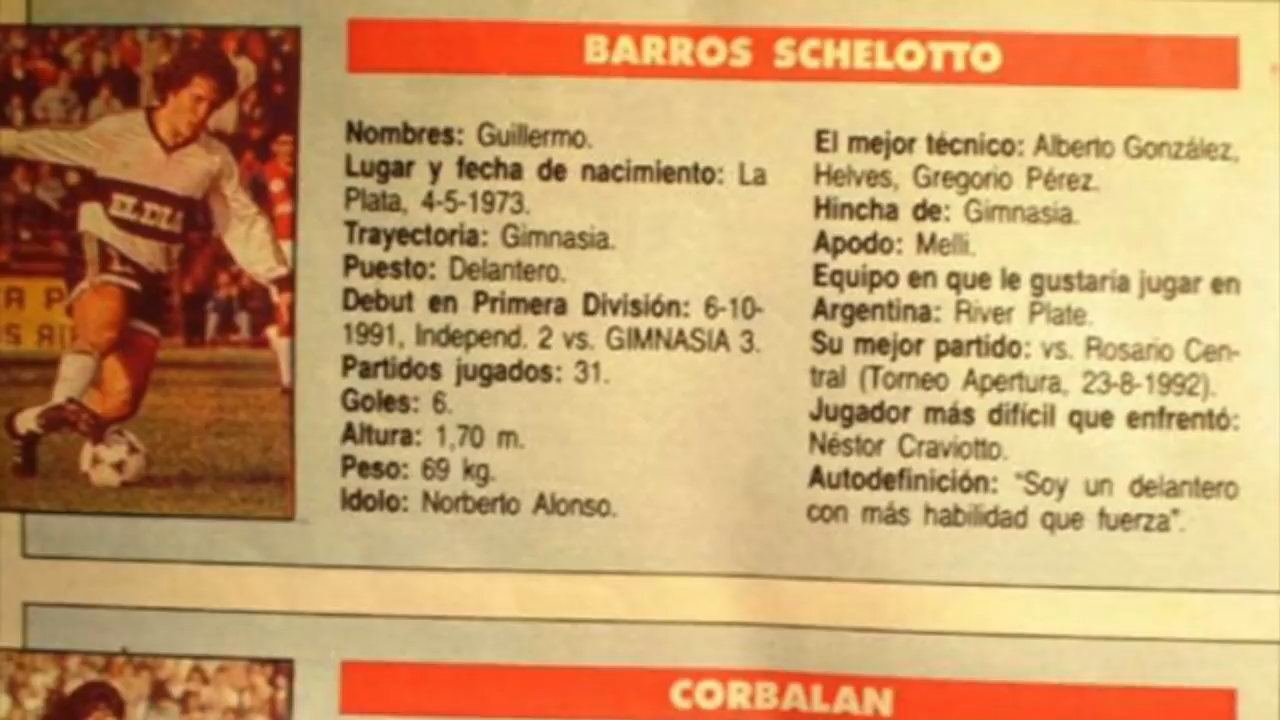 BARROS SCHELOTTO
Nombres: Guillermo.
Lugar y fecha de nacimiento: La
Plata, 4-5-1973.
Trayectoria: Gimnasia.
Puesto: Delantero.
Debut en Primera División: 6-10-
1991, Independ. 2 vs. GIMNASIA 3.
Partidos jugados: 31.
Goles: 6.
Altura: 1,70 m.
Peso: 69 kg.
Idolo: Norberto Alonso.
El mejor técnico: Alberto González,
Helves, Gregorio Pérez.
Hincha de: Gimnasia.
Apodo: Melli.
Equipo en que le gustaría jugar en
Argentina: River Plate.
Su mejor partido: vs. Rosario Cen-
tral (Torneo Apertura, 23-8-1992).
Jugador más difícil que enfrentó:
Néstor Craviotto.
Autodefinición: "Soy un delantero
con más habilidad que fuerza".
CORBALAN